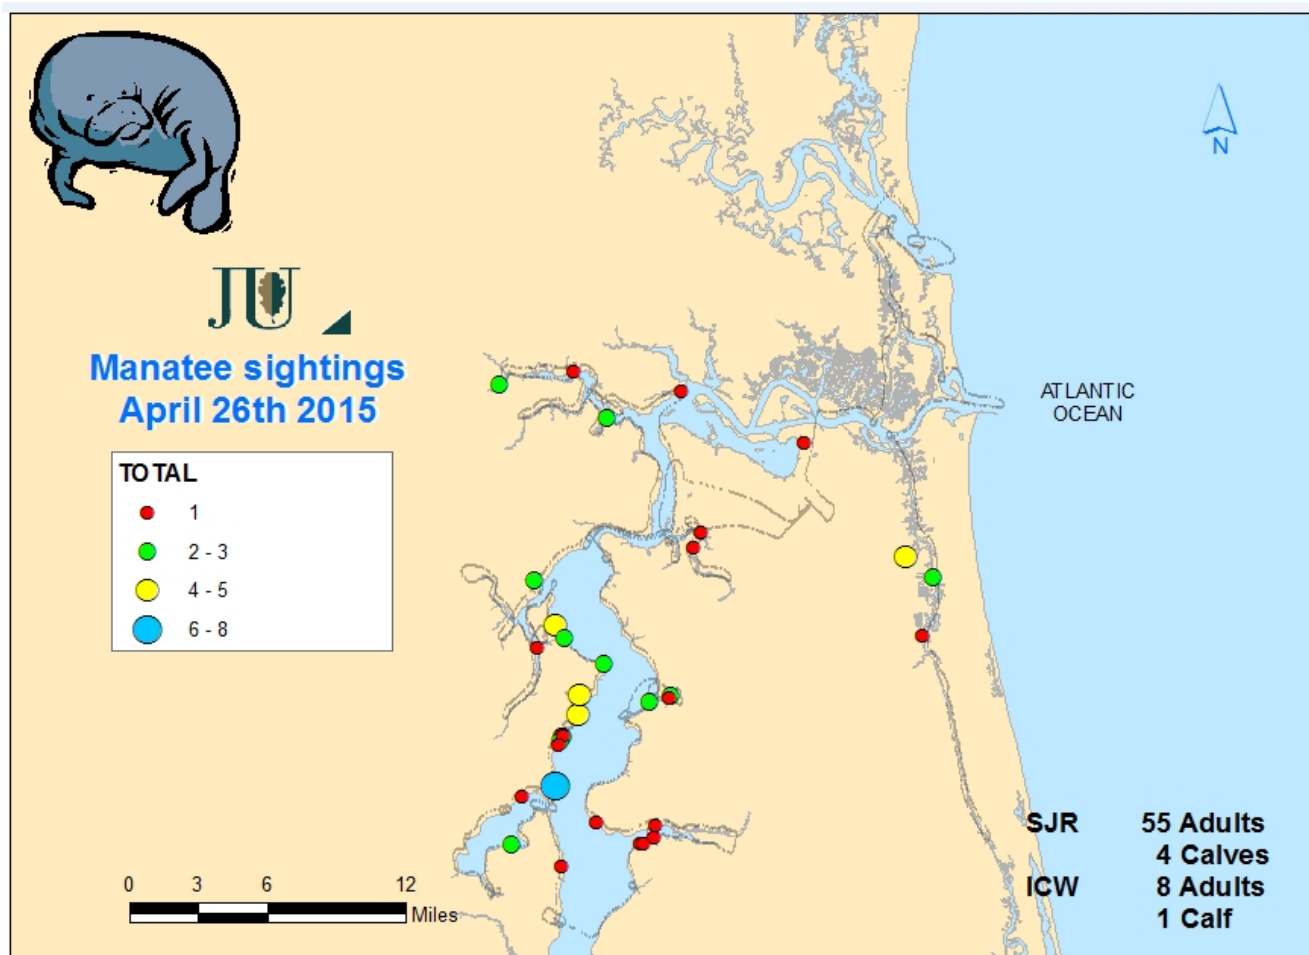 N
JU
Manatee sightings
April 26th 2015
ATLANTIC
OCEAN
TOTAL
1
2 - 3
4 - 5
6 - 8
SJR 55 Adults
4 Calves
ICW 8 Adults
1 Calf
0 3 6 12
Miles